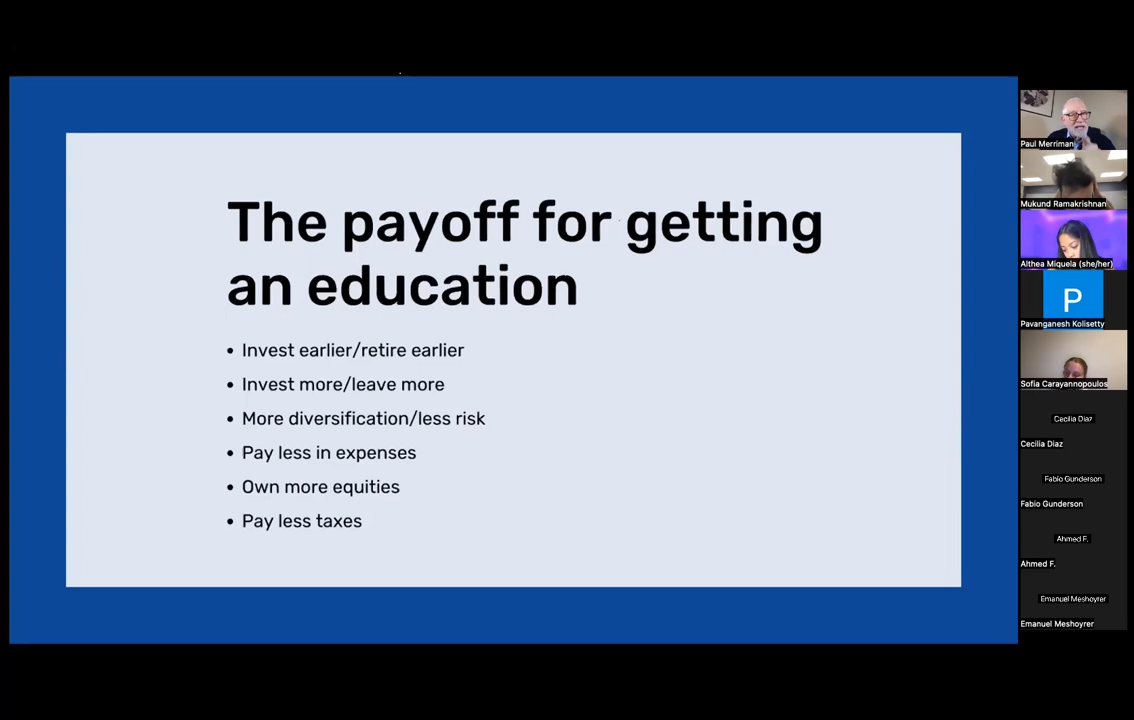 The payoff for getting
an education
• Invest earlier/retire earlier
• Invest more/leave more
• More diversification/less risk
• Pay less in expenses
• Own more equities
• Pay less taxes
Paul Merriman
Mukund Ramakrishnan
Althea Miquela (she/her)
P
Pavanganesh Kolisetty
Sofia Carayannopoulos
Cecilia Diaz
Cecilia Diaz
Fabio Gunderson
Fabio Gunderson
Ahmed F.
Ahmed F.
Emanuel Meshoyrer
Emanuel Meshoyrer